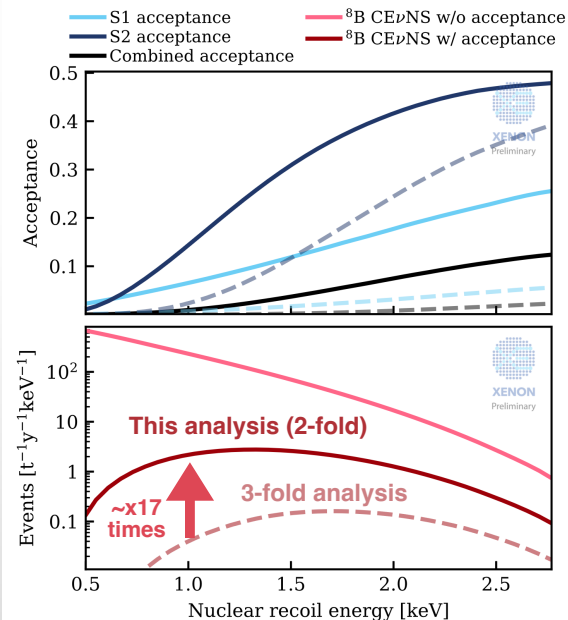 S1 acceptance
S2 acceptance
Combined acceptance
⁸B CEνNS w/o acceptance
⁸B CEνNS w/ acceptance
0.5
0.4
0.3
0.2
0.1
Acceptance
XENON
Preliminary
10²
10
1
0.1
Events [t⁻¹y⁻¹keV⁻¹]
XENON
Preliminary
This analysis (2-fold)
~x17
times
3-fold analysis
0.5 1.0 1.5 2.0 2.5
Nuclear recoil energy [keV]